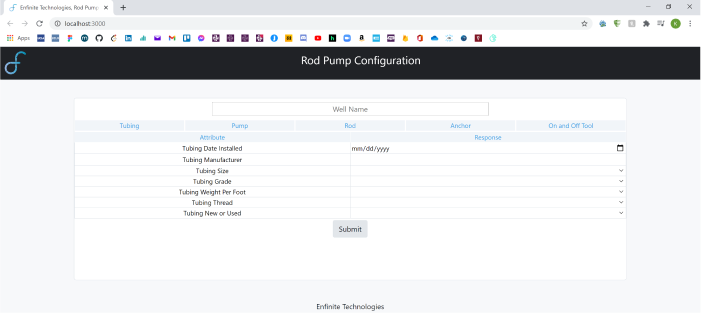 Enfinite Technologies, Rod Pump
localhost:3000
K
Apps
Rod Pump Configuration
Well Name
Tubing Pump Rod Anchor On and Off Tool
Attribute Response
Tubing Date Installed mm/dd/yyyy
Tubing Manufacturer
Tubing Size
Tubing Grade
Tubing Weight Per Foot
Tubing Thread
Tubing New or Used
Submit
Enfinite Technologies